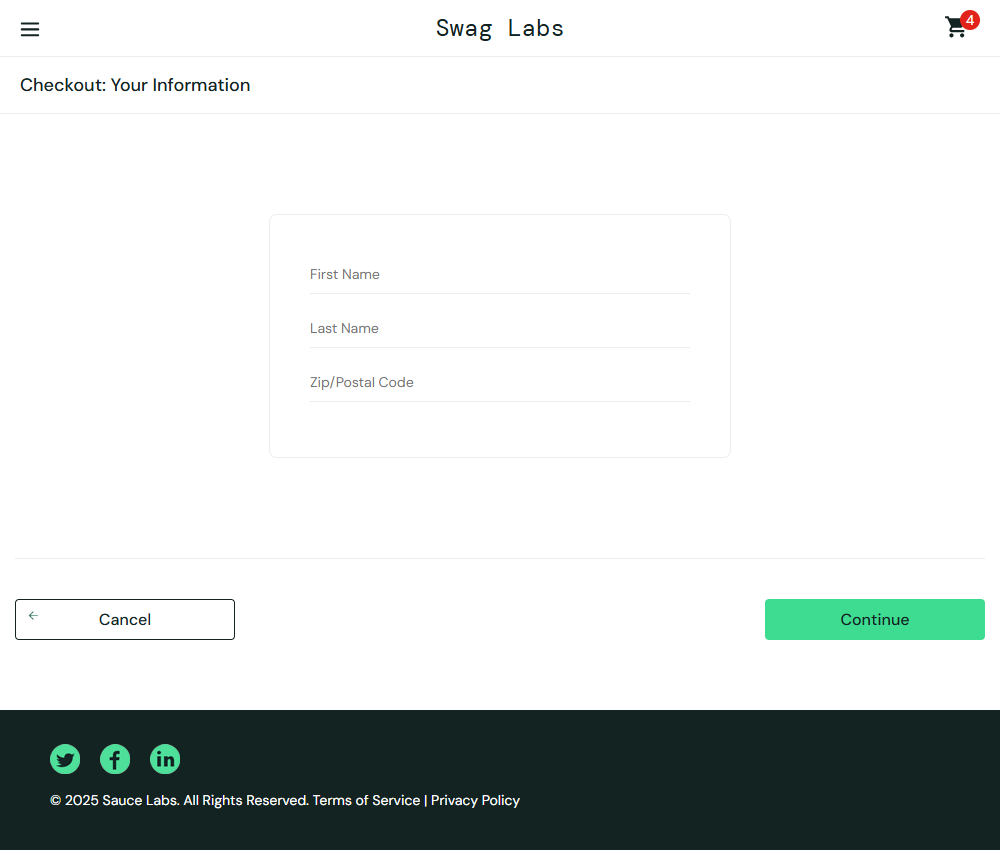 Swag Labs
4
Checkout: Your Information
First Name
Last Name
Zip/Postal Code
Cancel
Continue
© 2025 Sauce Labs. All Rights Reserved. Terms of Service | Privacy Policy